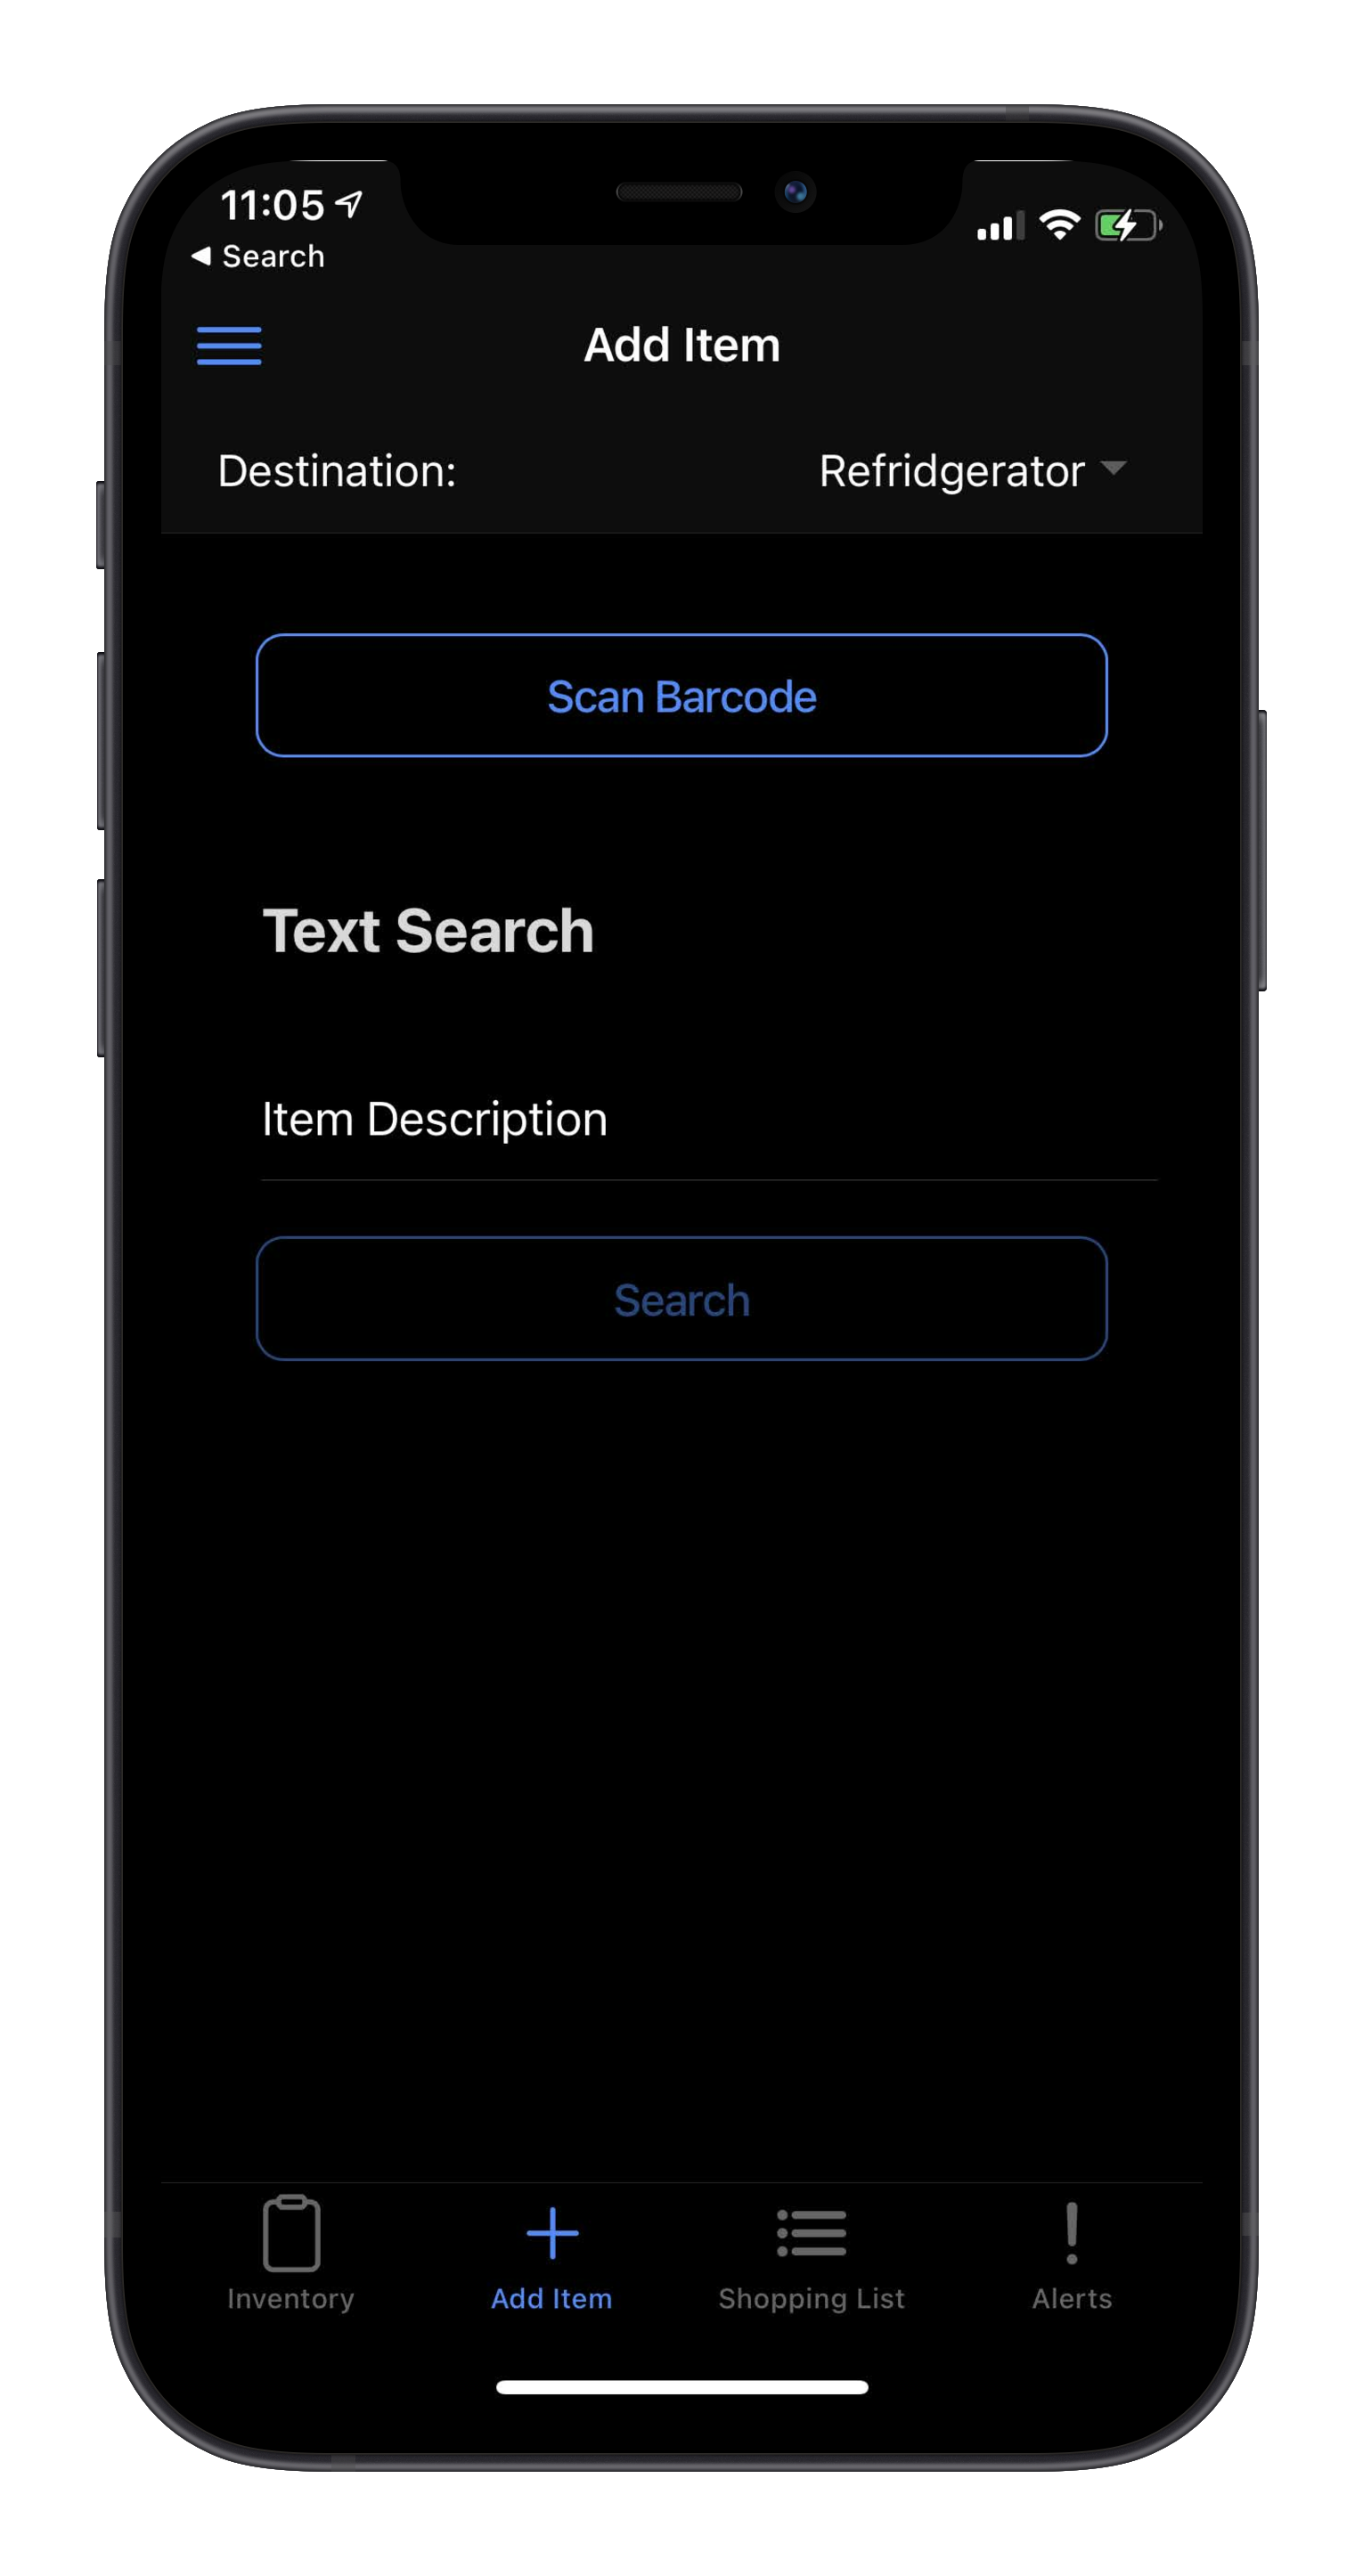 11:05
Search
Add Item
Destination: Refridgerator
Scan Barcode
Text Search
Item Description
Search
Inventory Add Item Shopping List Alerts